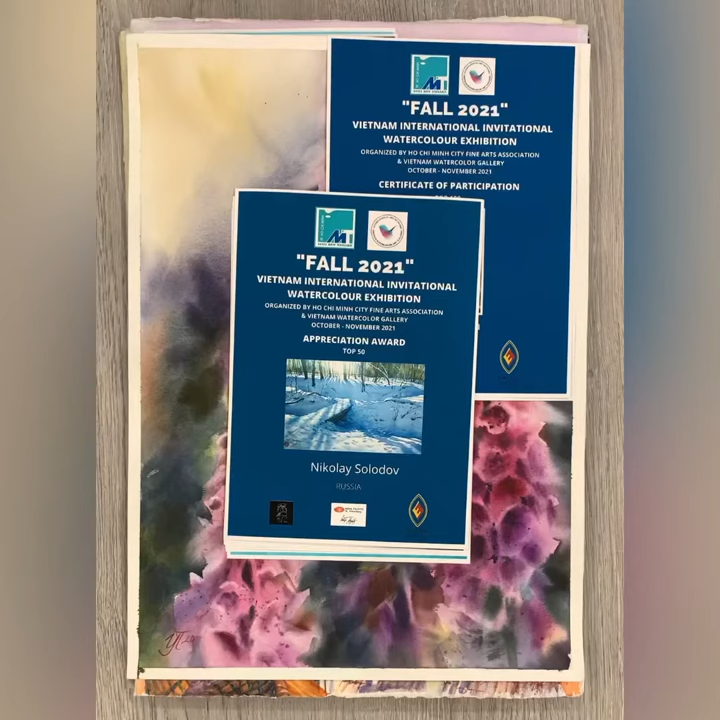 "FALL 2021"
VIETNAM INTERNATIONAL INVITATIONAL
WATERCOLOUR EXHIBITION
ORGANIZED BY HO CHI MINH CITY FINE ARTS ASSOCIATION
& VIETNAM WATERCOLOR GALLERY
OCTOBER - NOVEMBER 2021
CERTIFICATE OF PARTICIPATION
"FALL 2021"
VIETNAM INTERNATIONAL INVITATIONAL
WATERCOLOUR EXHIBITION
ORGANIZED BY HO CHI MINH CITY FINE ARTS ASSOCIATION
& VIETNAM WATERCOLOR GALLERY
OCTOBER - NOVEMBER 2021
APPRECIATION AWARD
TOP 50
Nikolay Solodov
RUSSIA